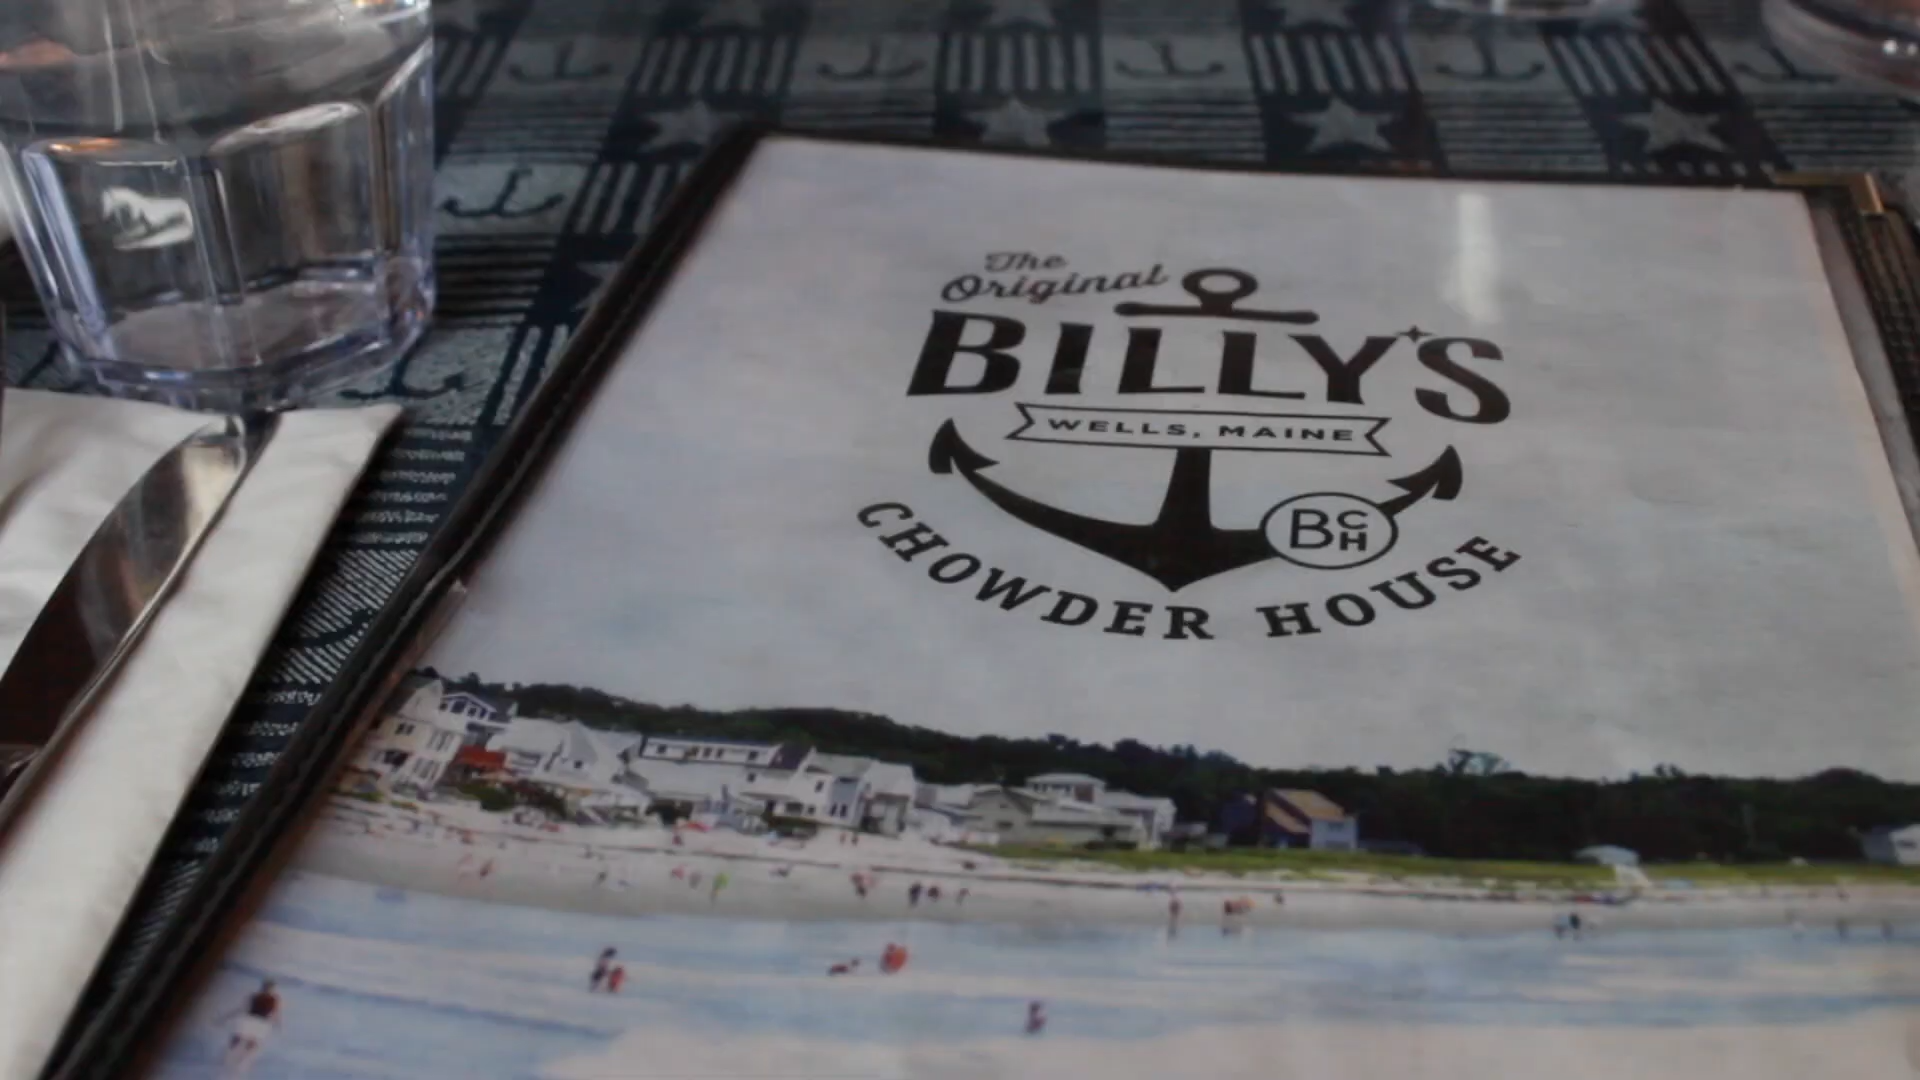 The
Original
BILLY'S
WELLS, MAINE
BCH
CHOWDER HOUSE